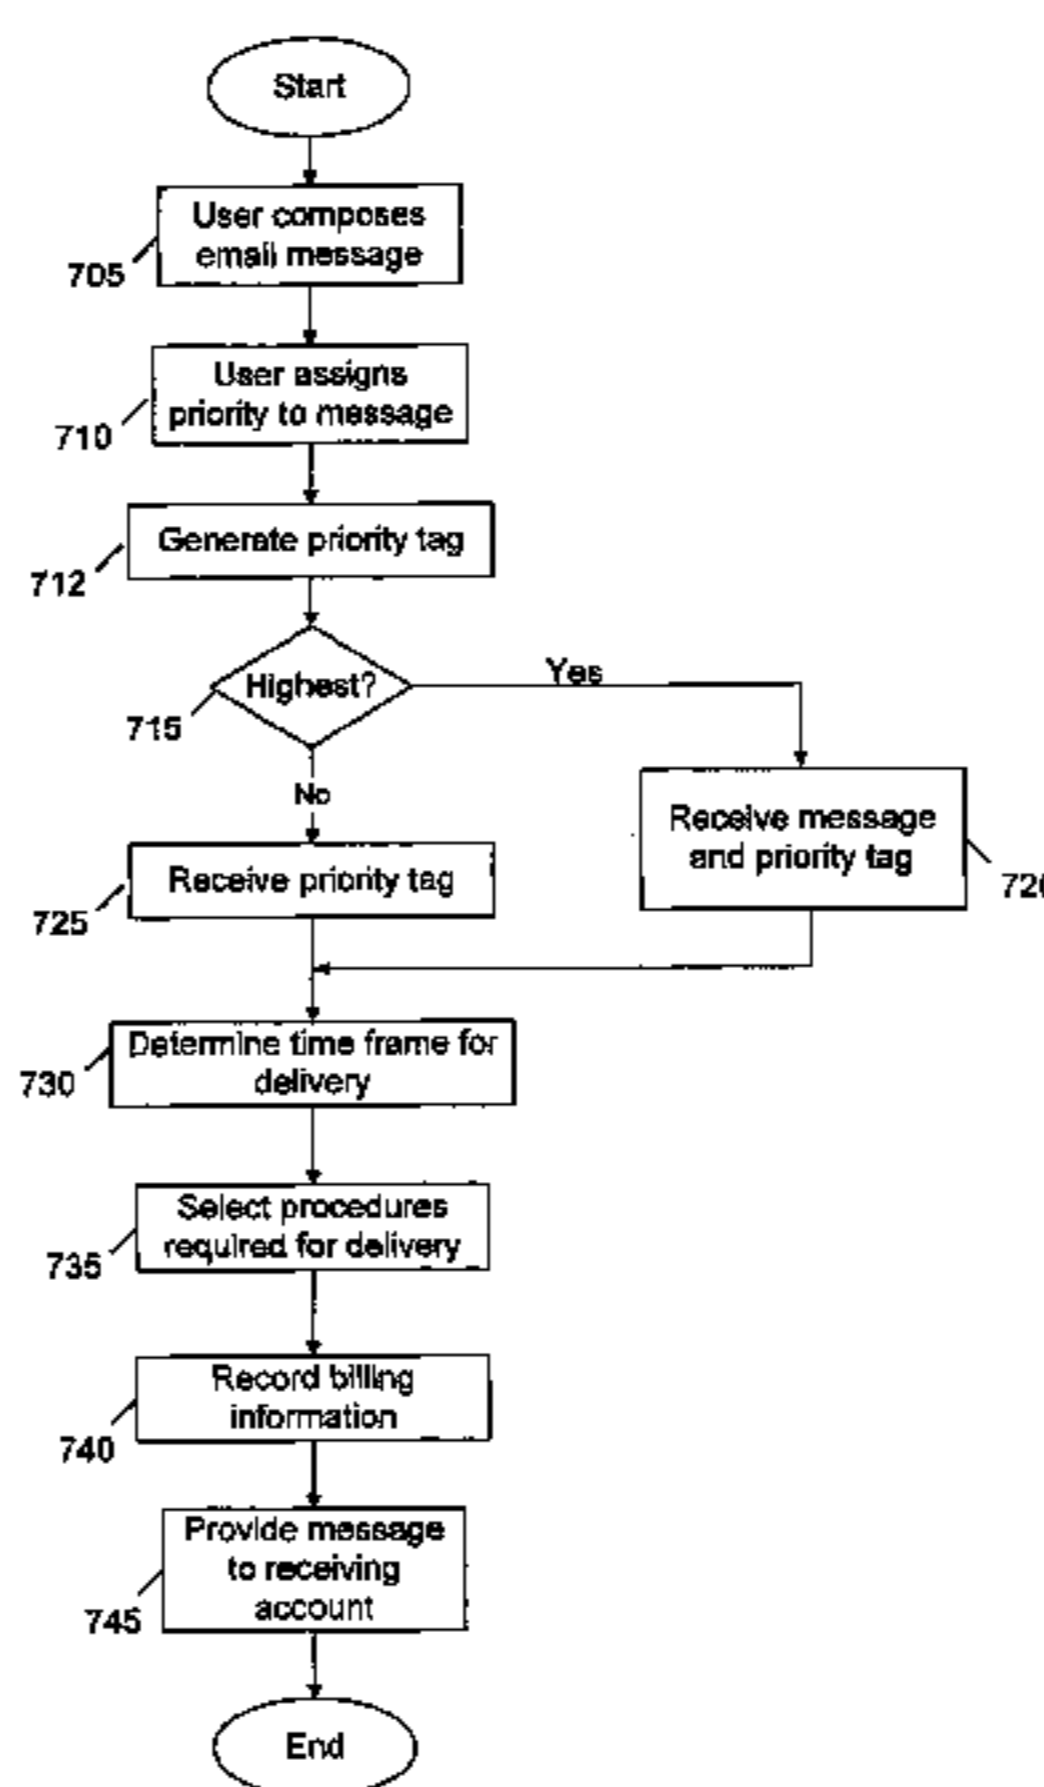 Start
User composes
email message
705
User assigns
priority to message
710
Generate priority tag
712
Highest?
Yes
715
No
Receive message
and priority tag
Receive priority tag
725
Determine time frame for
delivery
730
Select procedures
required for delivery
735
Record billing
information
740
Provide message
to receiving
account
745
End